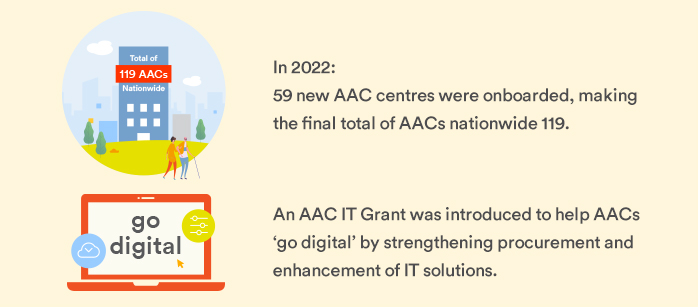 Total of
119 AACs
Nationwide
In 2022:
59 new AAC centres were onboarded, making
the final total of AACs nationwide 119.
go
digital
An AAC IT Grant was introduced to help AACs
‘go digital’ by strengthening procurement and
enhancement of IT solutions.